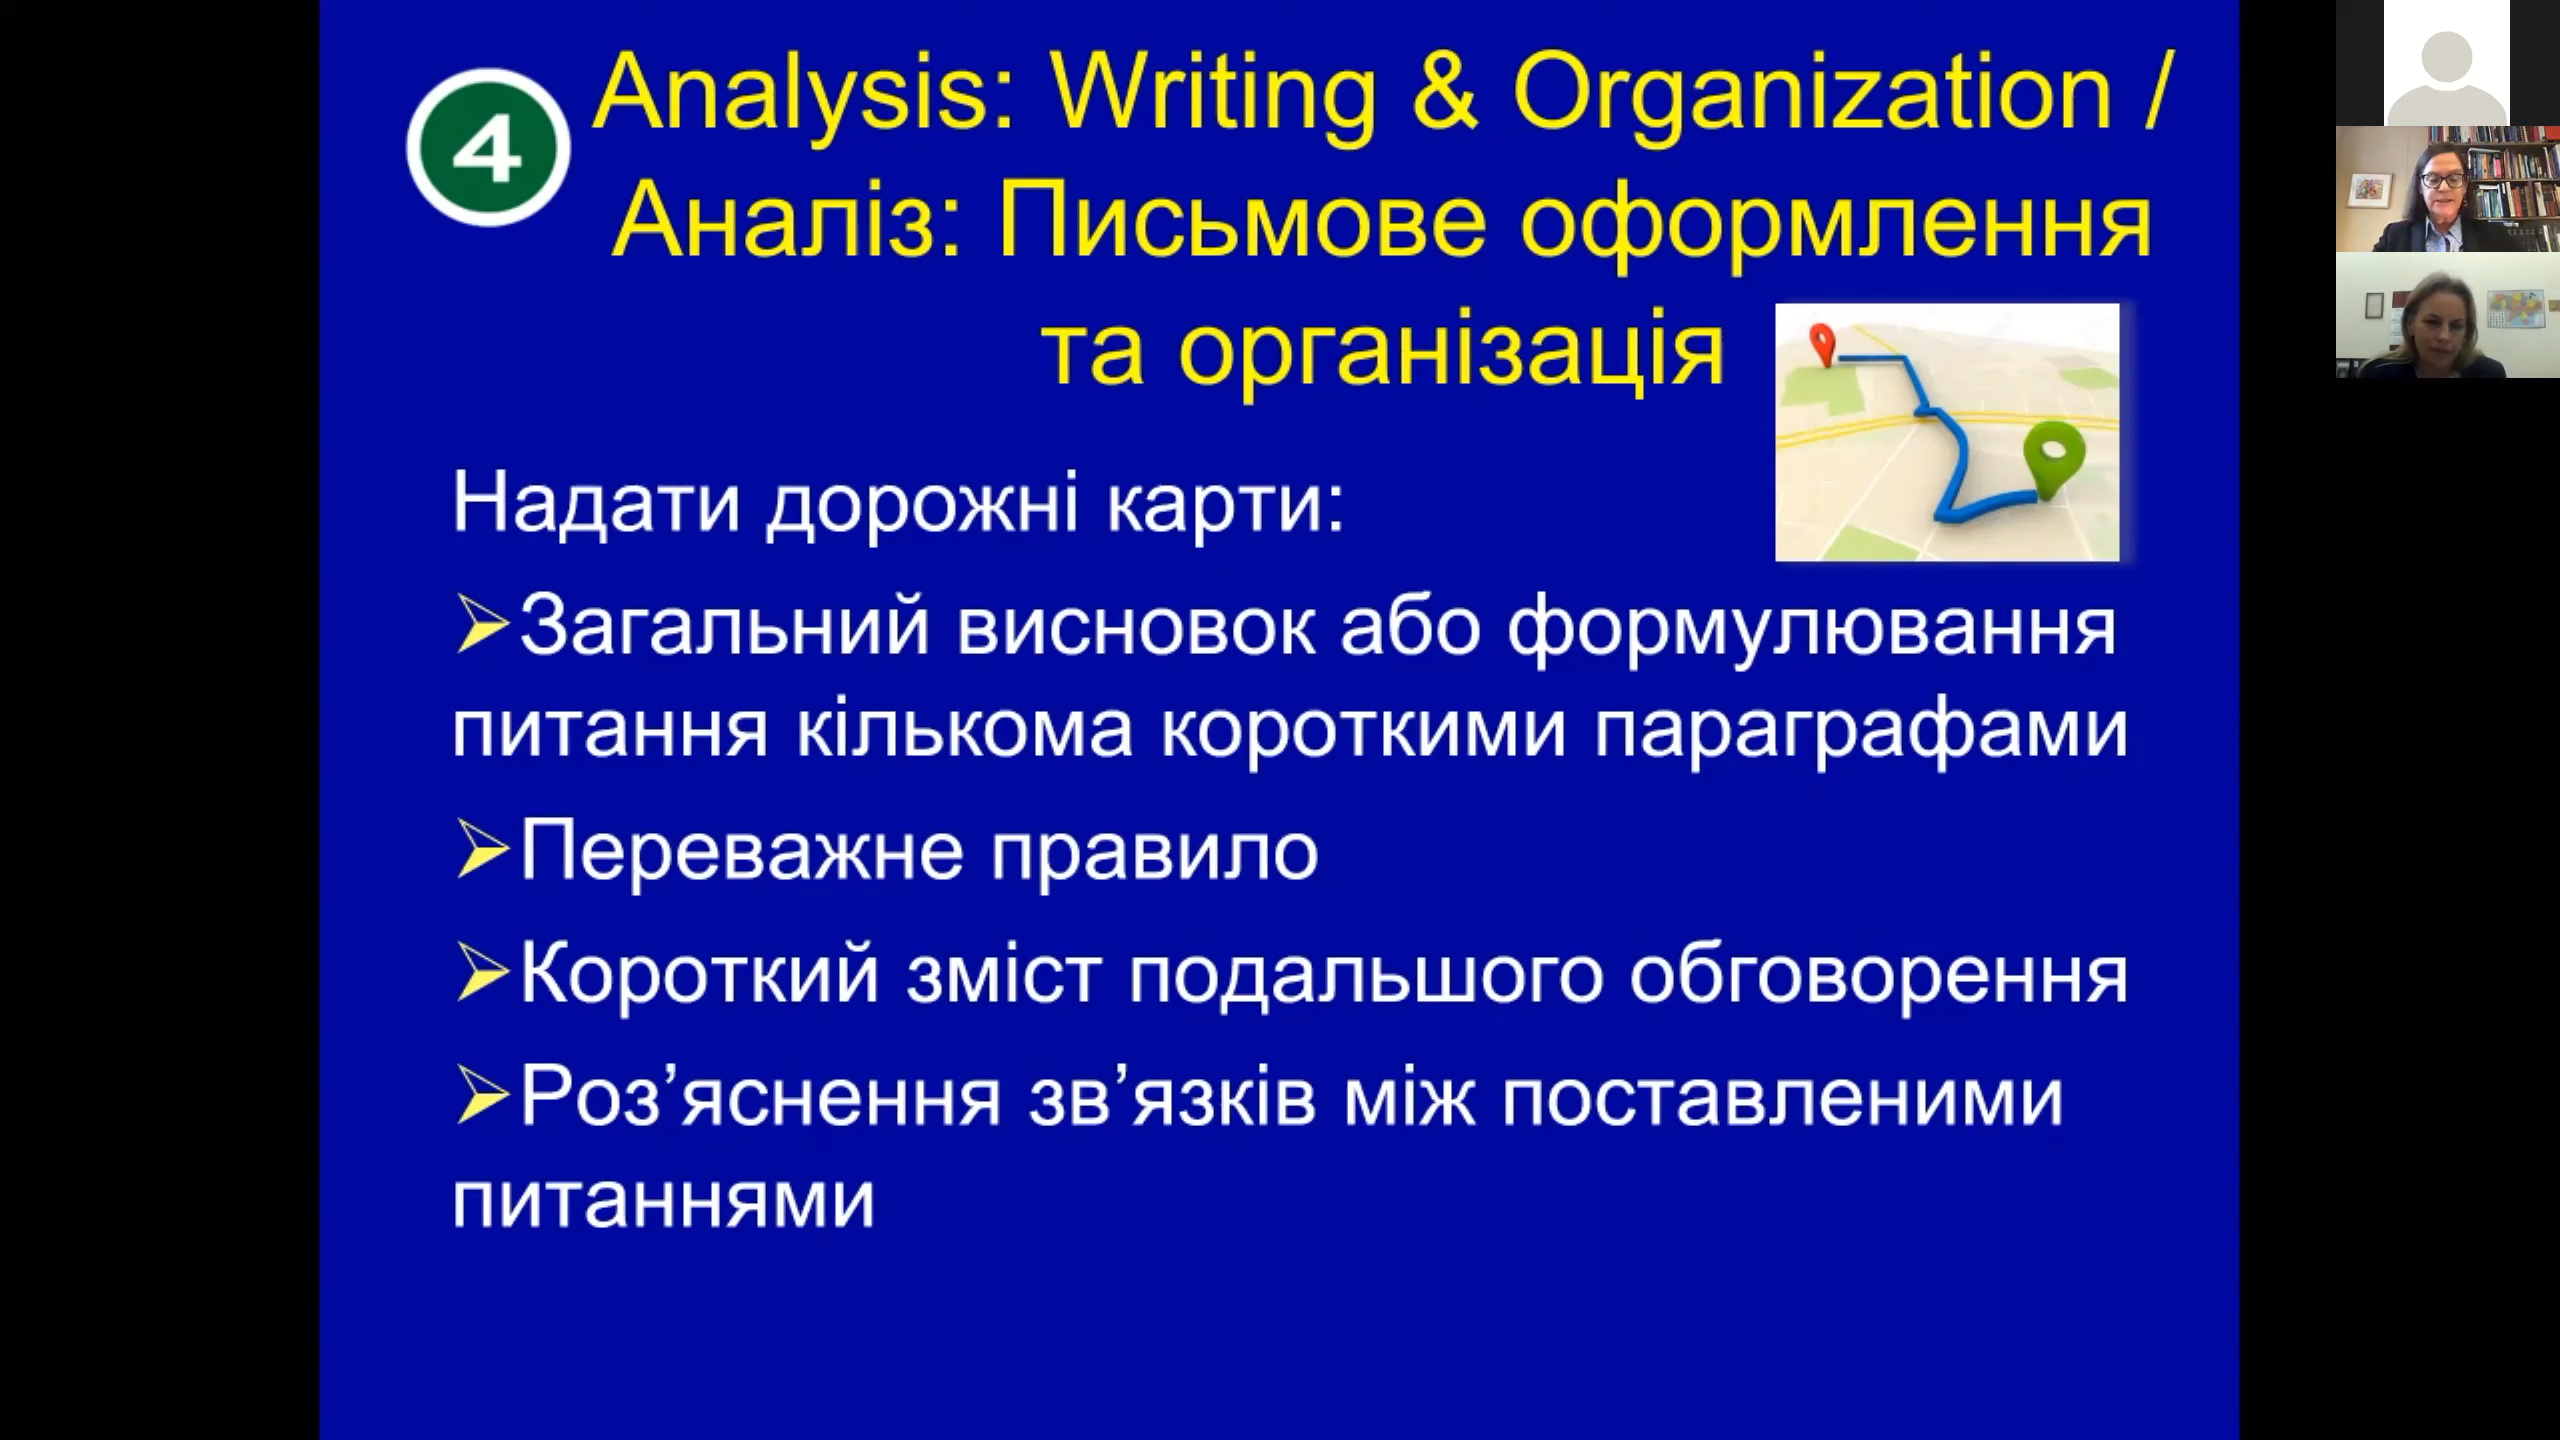 4
Analysis: Writing & Organization /
Аналіз: Письмове оформлення
та організація
Надати дорожні карти:
➢Загальний висновок або формулювання
питання кількома короткими параграфами
➢Переважне правило
➢Короткий зміст подальшого обговорення
➢Роз’яснення зв’язків між поставленими
питаннями